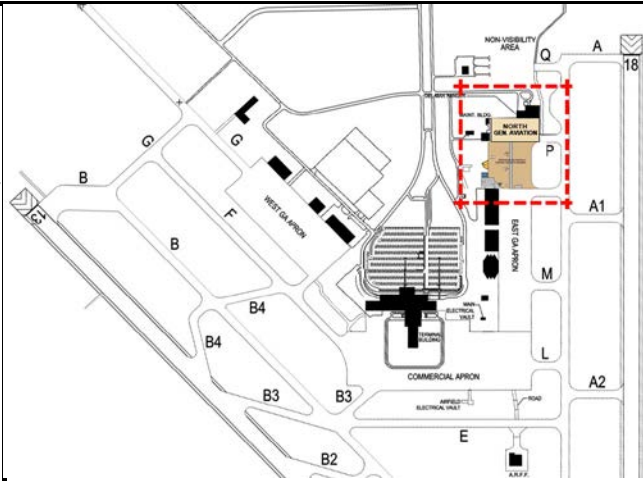 NON-VISIBILITY
AREA
Q
A
18
MAINT. BLDG.
NORTH
GEN. AVIATION
P
G
G
B
13
F
WEST GA APRON
EAST GA APRON
A1
B
M
B4
MAIN
ELECTRICAL
VAULT
TERMINAL
BUILDING
B4
L
COMMERCIAL APRON
B3
B3
A2
AIRFIELD
ELECTRICAL VAULT
ROAD
E
B2
A.R.F.F.